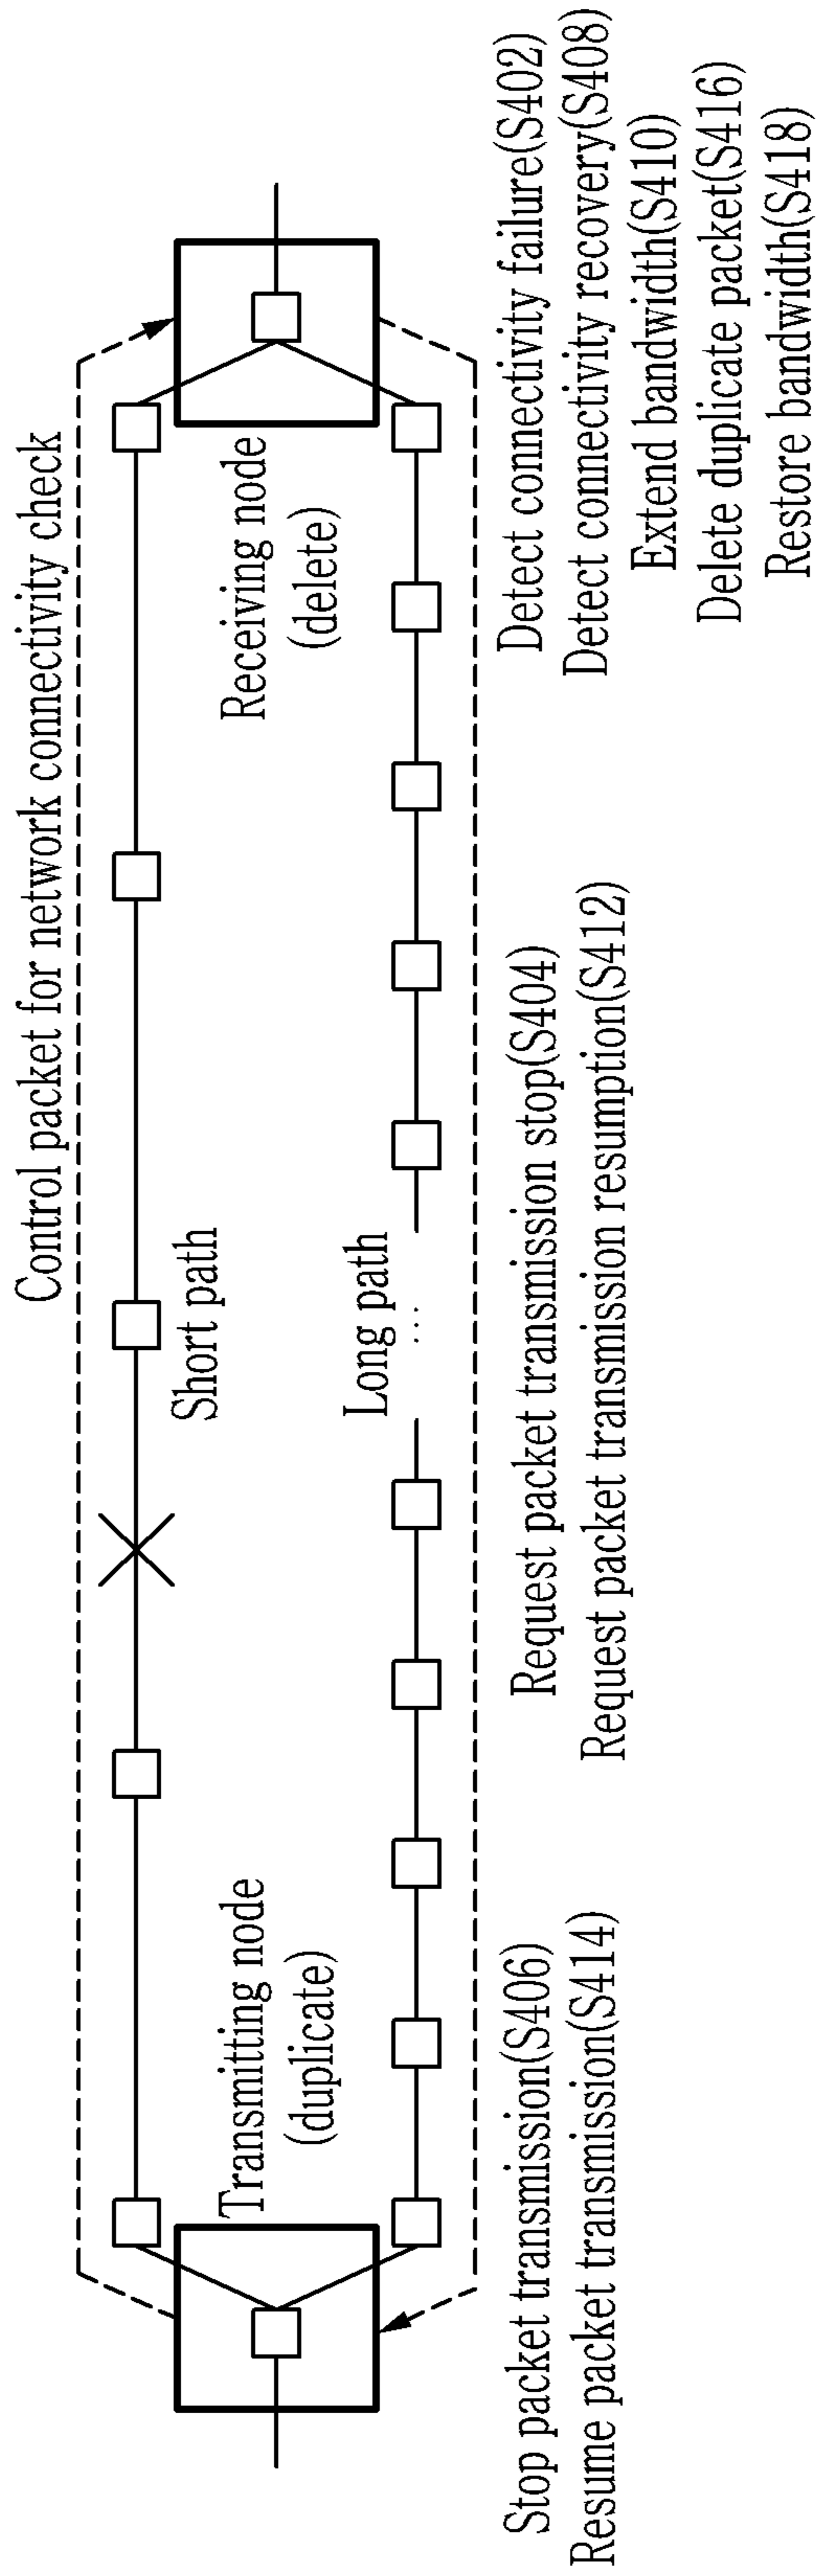 Control packet for network connectivity check
Short path
Transmitting node
(duplicate)
Receiving node
(delete)
Long path
...
Stop packet transmission(S406)
Resume packet transmission(S414)
Request packet transmission stop(S404)
Request packet transmission resumption(S412)
Detect connectivity failure(S402)
Detect connectivity recovery(S408)
Extend bandwidth(S410)
Delete duplicate packet(S416)
Restore bandwidth(S418)